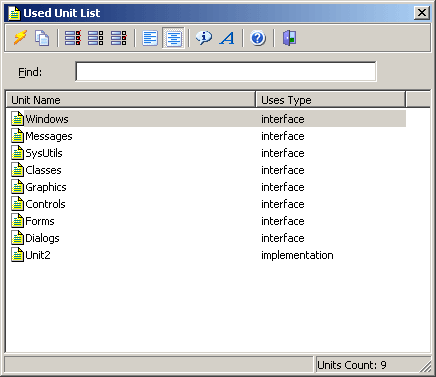 Used Unit List
Find:
Unit Name Uses Type
Windows interface
Messages interface
SysUtils interface
Classes interface
Graphics interface
Controls interface
Forms interface
Dialogs interface
Unit2 implementation
Units Count: 9